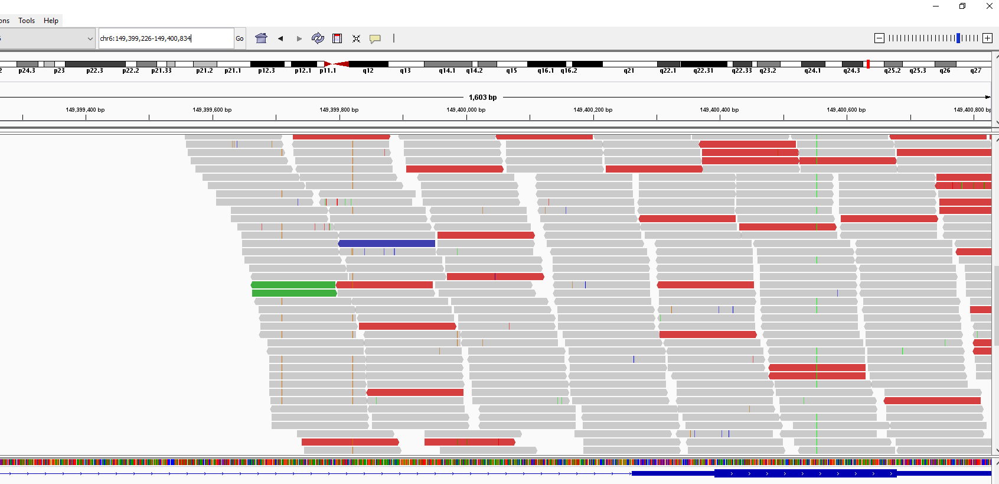 ons Tools Help
chr6:149,399,226-149,400,834 Go
p24.3 p23 p22.3 p22.2 p21.33 p21.2 p21.1 p12.3 p12.1 p11.1 q12 q13 q14.1 q14.2 q15 q16.1 q16.2 q21 q22.1 q22.31 q22.33 q23.2 q24.1 q24.3 q25.2 q25.3 q26 q27
1,603 bp
149,399,400 bp 149,399,600 bp 149,399,800 bp 149,400,000 bp 149,400,200 bp 149,400,400 bp 149,400,600 bp 149,400,800 bp